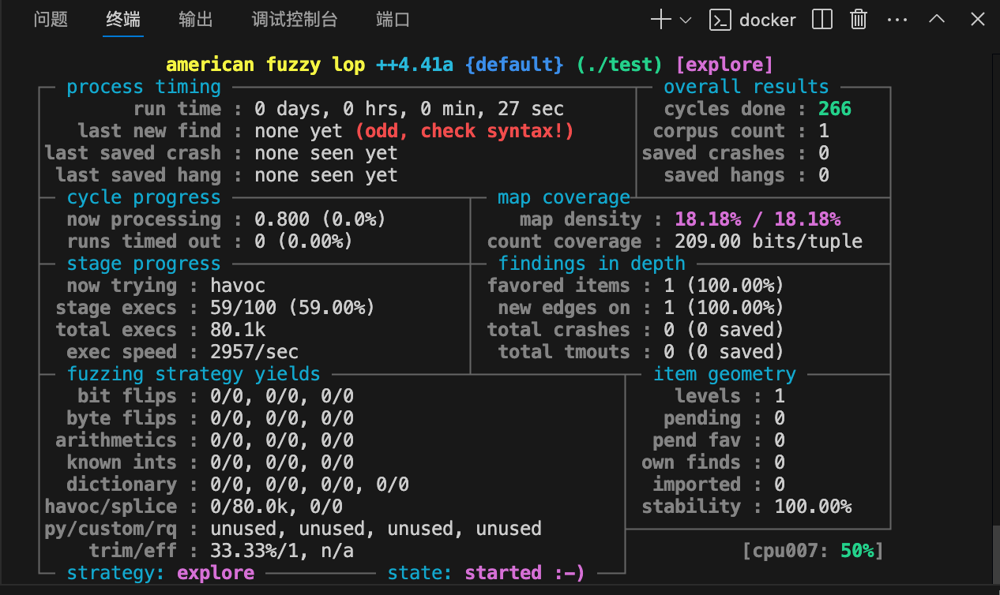 问题 终端 输出 调试控制台 端口 docker
american fuzzy lop ++4.41a {default} (./test) [explore]
process timing overall results
run time : 0 days, 0 hrs, 0 min, 27 sec cycles done : 266
last new find : none yet (odd, check syntax!) corpus count : 1
last saved crash : none seen yet saved crashes : 0
last saved hang : none seen yet saved hangs : 0
cycle progress map coverage
now processing : 0.800 (0.0%) map density : 18.18% / 18.18%
runs timed out : 0 (0.00%) count coverage : 209.00 bits/tuple
stage progress findings in depth
now trying : havoc favored items : 1 (100.00%)
stage execs : 59/100 (59.00%) new edges on : 1 (100.00%)
total execs : 80.1k total crashes : 0 (0 saved)
exec speed : 2957/sec total tmouts : 0 (0 saved)
fuzzing strategy yields item geometry
bit flips : 0/0, 0/0, 0/0 levels : 1
byte flips : 0/0, 0/0, 0/0 pending : 0
arithmetics : 0/0, 0/0, 0/0 pend fav : 0
known ints : 0/0, 0/0, 0/0 own finds : 0
dictionary : 0/0, 0/0, 0/0, 0/0 imported : 0
havoc/splice : 0/80.0k, 0/0 stability : 100.00%
py/custom/rq : unused, unused, unused, unused
trim/eff : 33.33%/1, n/a [cpu007: 50%]
strategy: explore state: started :-)